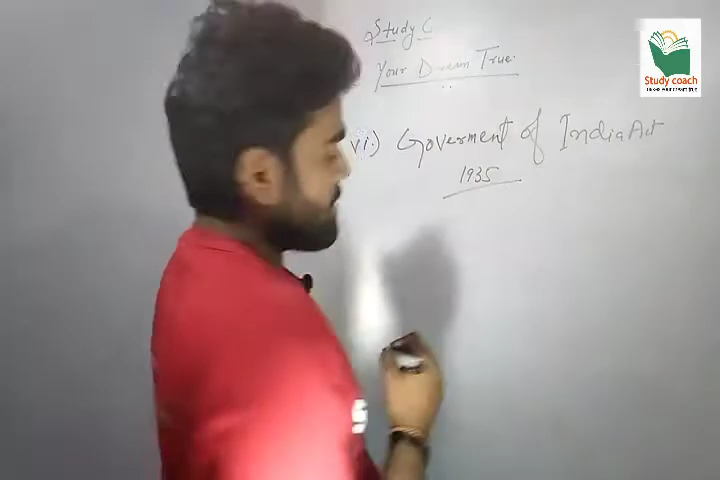 Study C
Your Dream True.
vi.) Goverment of India Act
1935
Study coach